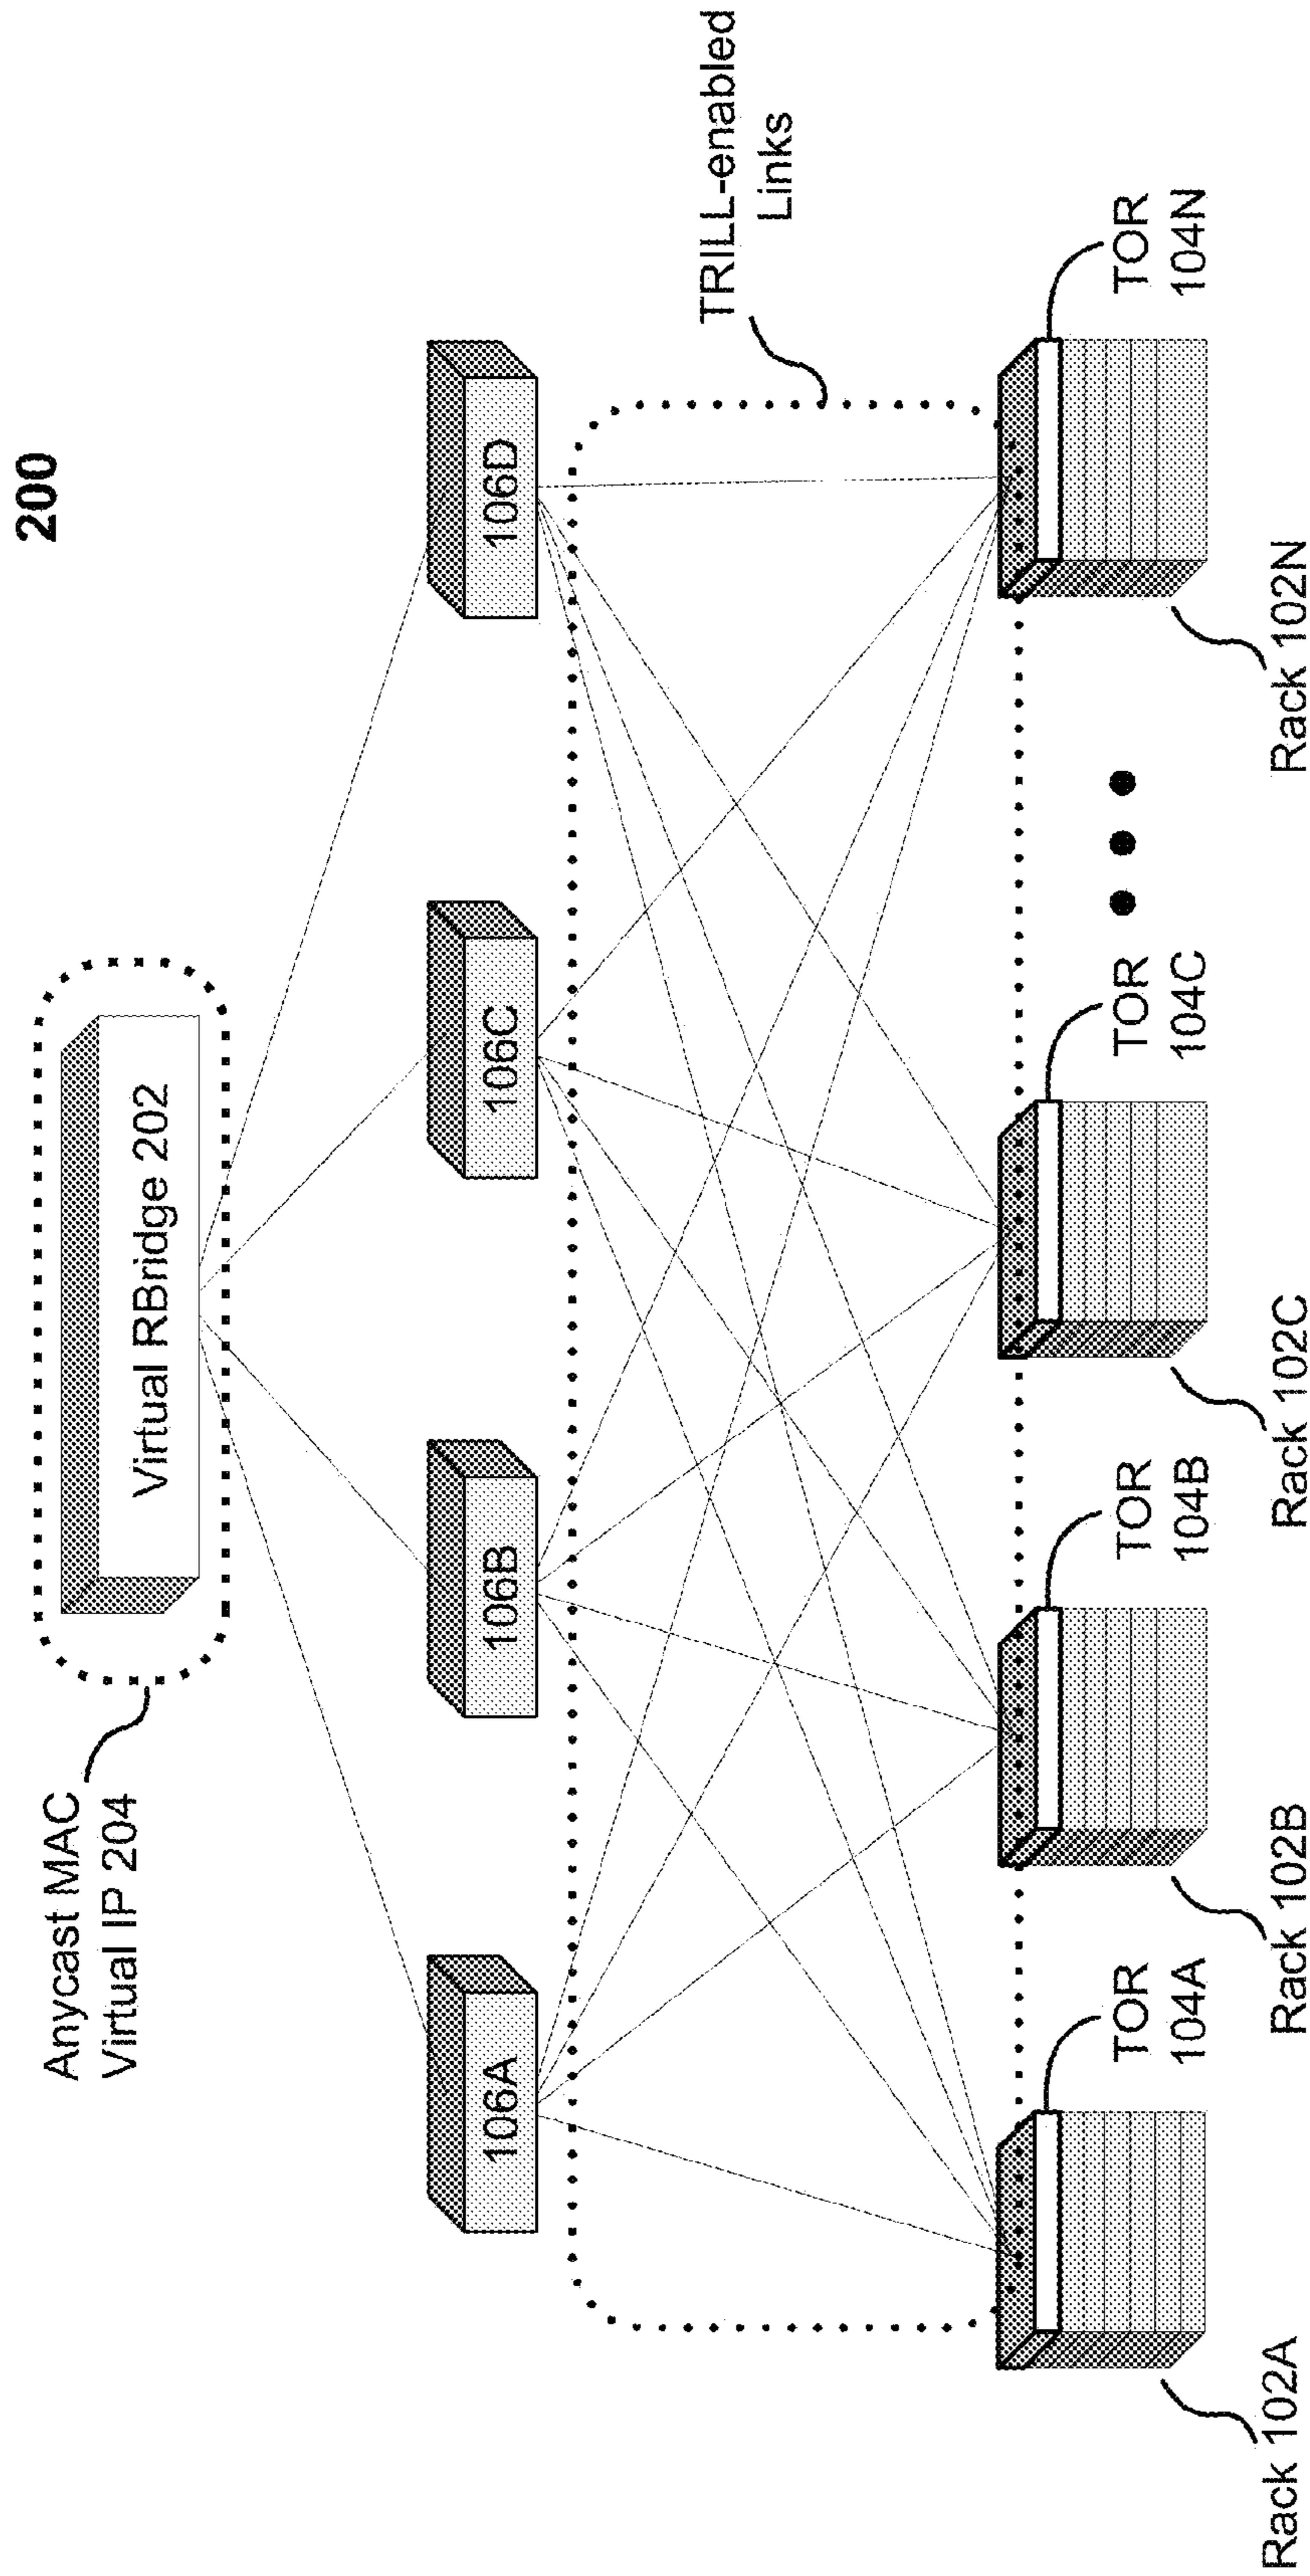 200
Anycast MAC
Virtual IP 204
Virtual RBridge 202
106A
106B
106C
106D
TRILL-enabled
Links
TOR
104A
TOR
104B
TOR
104C
TOR
104N
Rack 102A
Rack 102B
Rack 102C
Rack 102N